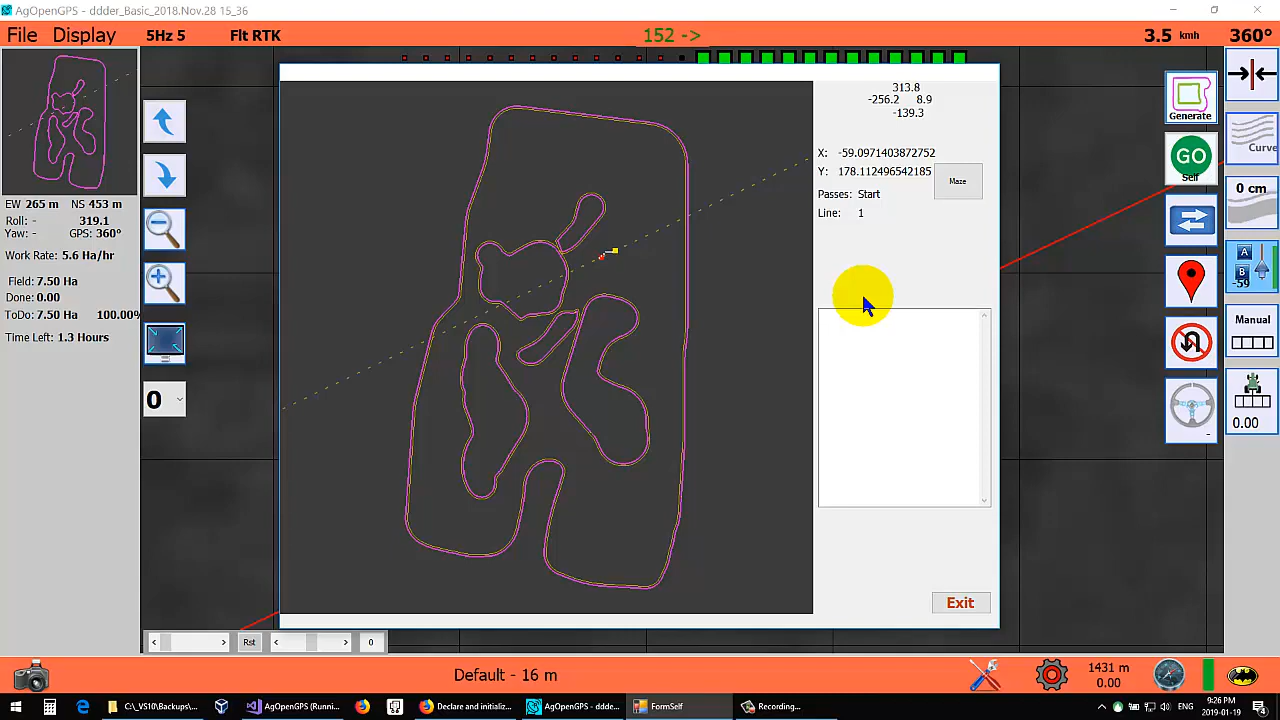 AgOpenGPS - ddder_Basic_2018.Nov.28 15_36
File Display 5Hz 5 Flt RTK 152 -> 3.5 kmh 360°
EW 265 m NS 453 m
Roll: - 319.1
Yaw: - GPS: 360°
Work Rate: 5.6 Ha/hr
Field: 7.50 Ha
Done: 0.00
ToDo: 7.50 Ha 100.00%
Time Left: 1.3 Hours
0
313.8
-256.2 8.9
-139.3
X: -59.0971403872752
Y: 178.112496542185
Maze
Passes: Start
Line: 1
Exit
Generate
GO
Self
-
Curve
0 cm
A
B
-59
Manual
0.00
< > Rst < > 0
Default - 16 m
1431 m
0.00
C:\_VS10\Backups\...
AgOpenGPS (Runni...
Declare and initializ...
AgOpenGPS - ddde...
FormSelf
Recording...
ENG
9:26 PM
2019-01-19